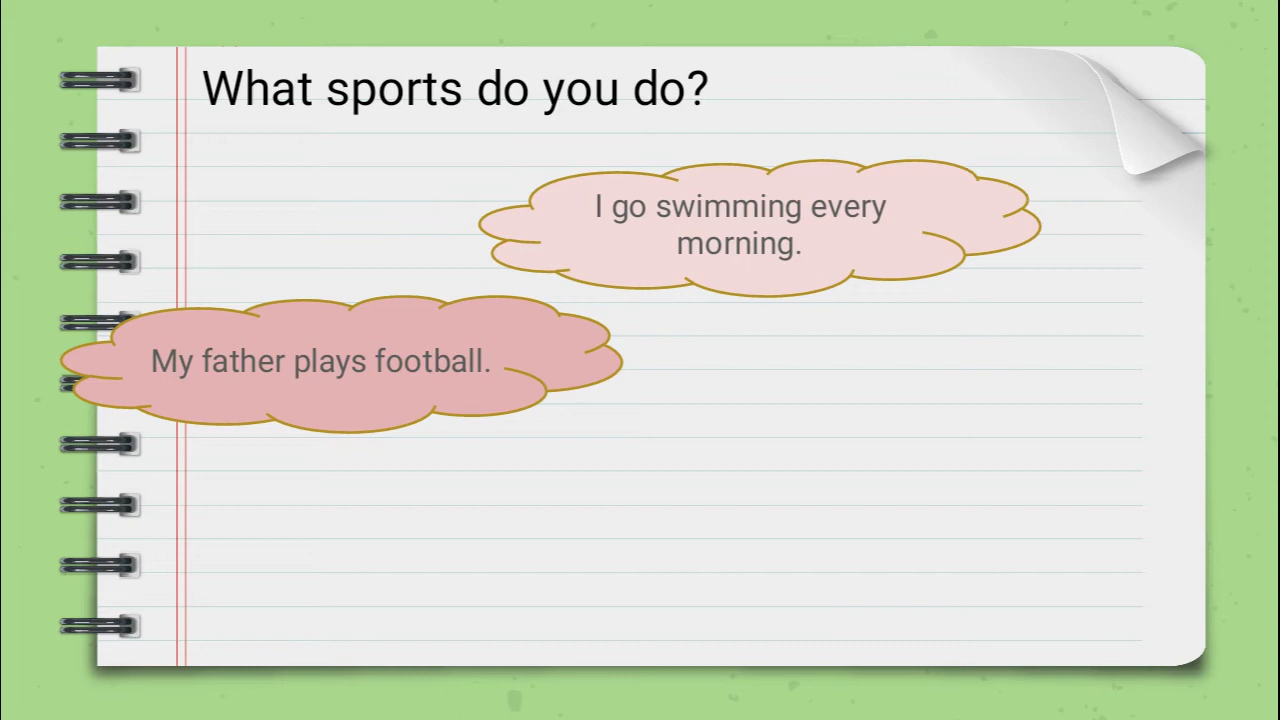 What sports do you do?
I go swimming every
morning.
My father plays football.